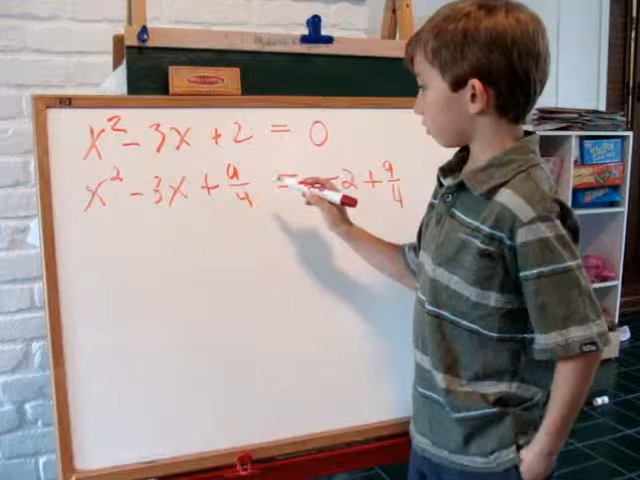 x² - 3x + 2 = 0
x² - 3x + 9/4 = -2 + 9/4